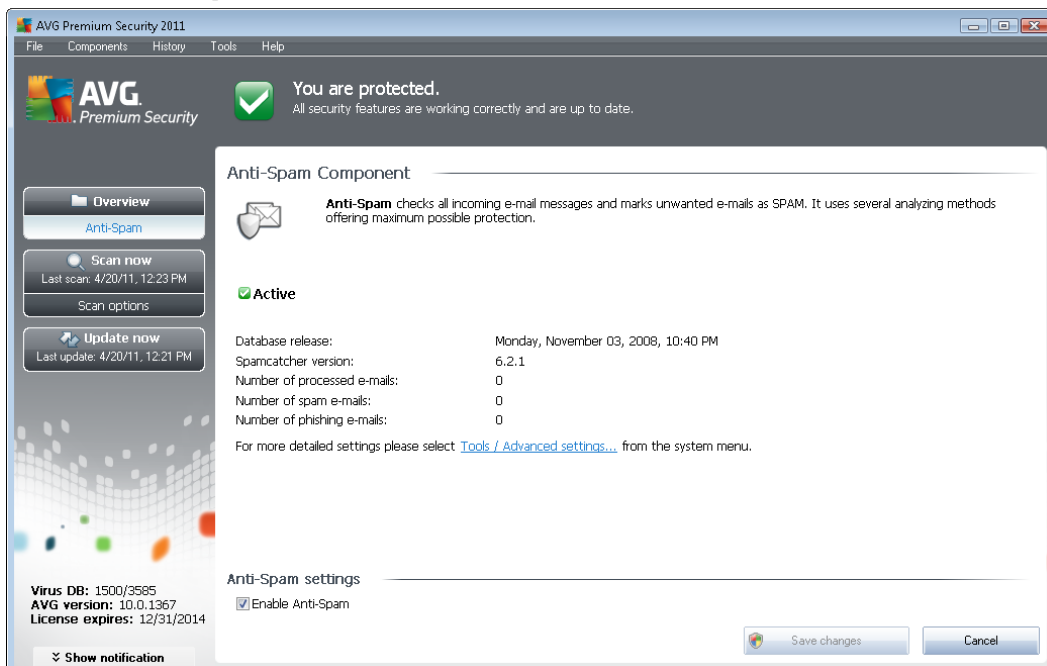 AVG Premium Security 2011
File Components History Tools Help
AVG.
Premium Security
You are protected.
All security features are working correctly and are up to date.
Overview
Anti-Spam
Scan now
Last scan: 4/20/11, 12:23 PM
Scan options
Update now
Last update: 4/20/11, 12:21 PM
Virus DB: 1500/3585
AVG version: 10.0.1367
License expires: 12/31/2014
Show notification
Anti-Spam Component
Anti-Spam checks all incoming e-mail messages and marks unwanted e-mails as SPAM. It uses several analyzing methods
offering maximum possible protection.
Active
Database release: Monday, November 03, 2008, 10:40 PM
Spamcatcher version: 6.2.1
Number of processed e-mails: 0
Number of spam e-mails: 0
Number of phishing e-mails: 0
For more detailed settings please select Tools / Advanced settings... from the system menu.
Anti-Spam settings
Enable Anti-Spam
Save changes
Cancel